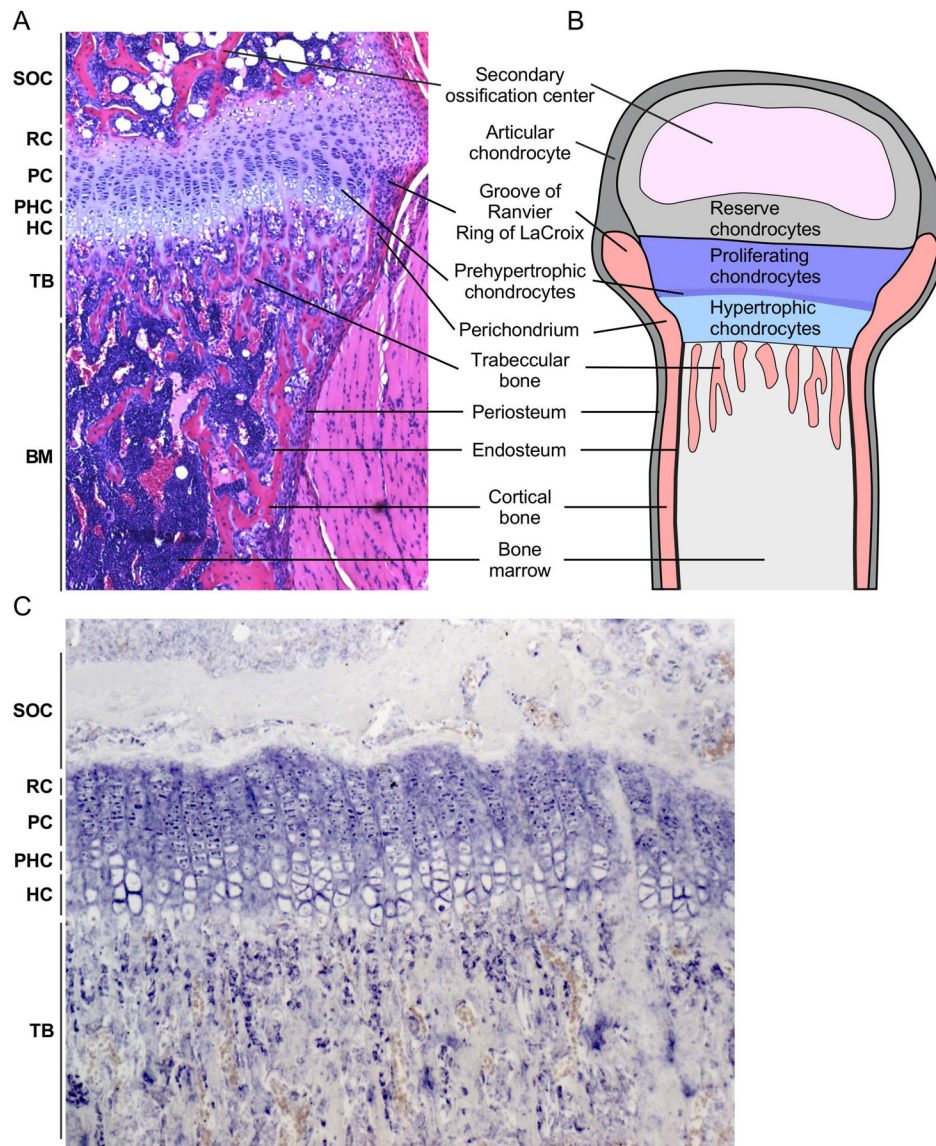 A
B
SOC
RC
PC
PHC
HC
TB
BM
Secondary
ossification center
Articular
chondrocyte
Groove of
Ranvier
Ring of LaCroix
Prehypertrophic
chondrocytes
Perichondrium
Trabeccular
bone
Periosteum
Endosteum
Cortical
bone
Bone
marrow
Reserve
chondrocytes
Proliferating
chondrocytes
Hypertrophic
chondrocytes
C
SOC
RC
PC
PHC
HC
TB